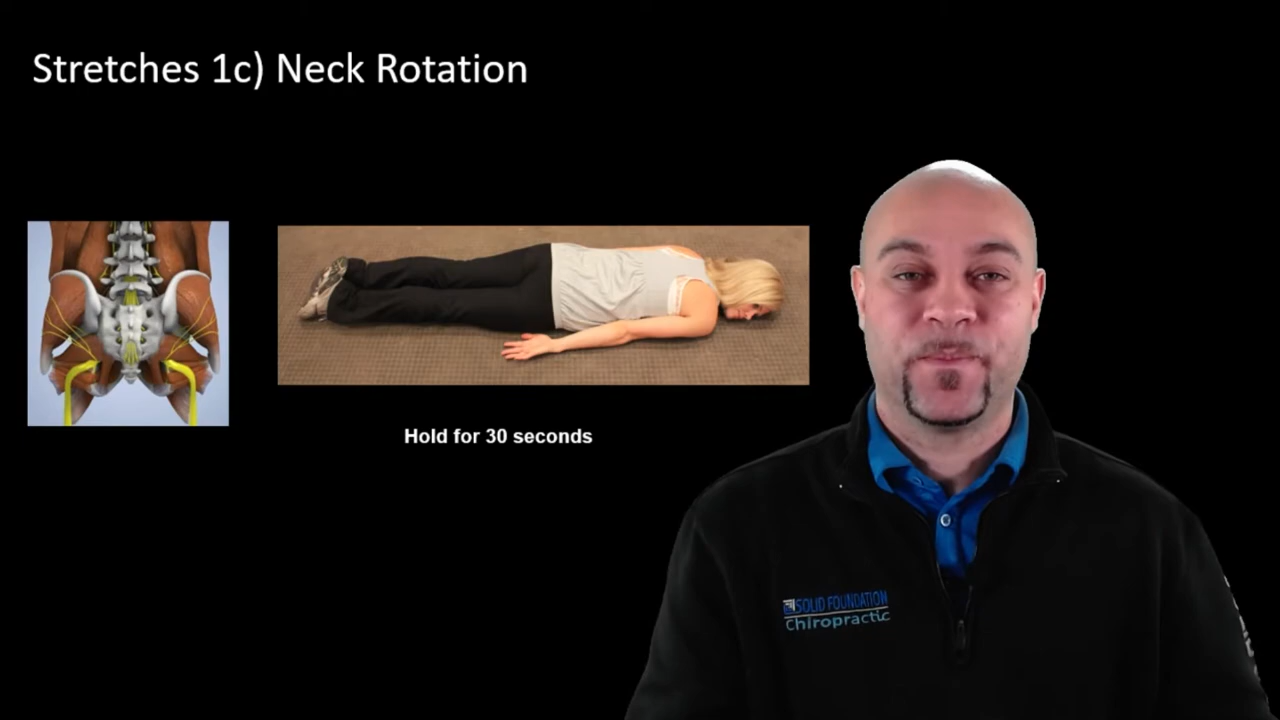 Stretches 1c) Neck Rotation
Hold for 30 seconds
SOLID FOUNDATION
Chiropractic